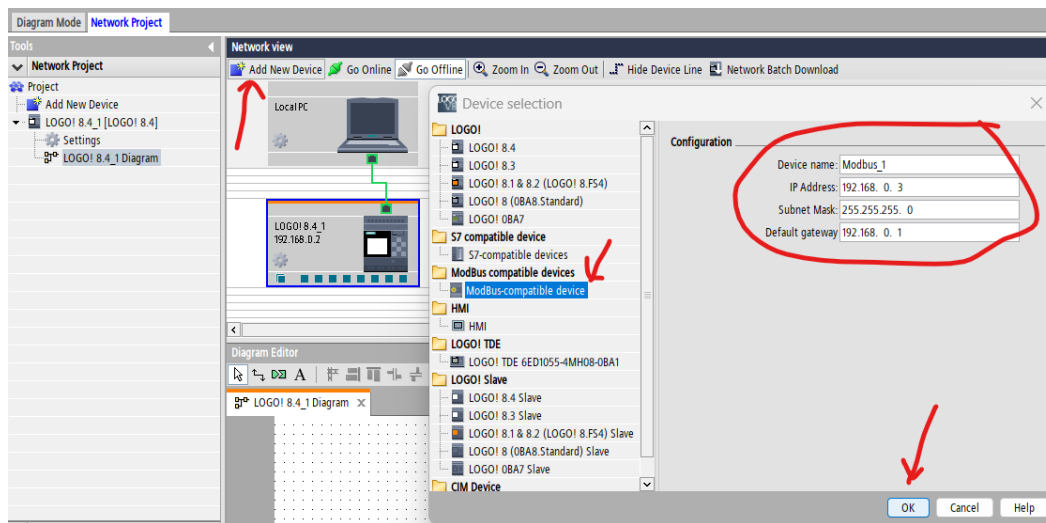 Diagram Mode
Network Project
Tools
Network Project
Project
Add New Device
LOGO! 8.4_1 [LOGO! 8.4]
Settings
LOGO! 8.4_1 Diagram
Network view
Add New Device
Go Online
Go Offline
Zoom In
Zoom Out
Hide Device Line
Network Batch Download
Local PC
LOGO! 8.4_1
192.168.0.2
Diagram Editor
LOGO! 8.4_1 Diagram
Device selection
LOGO!
LOGO! 8.4
LOGO! 8.3
LOGO! 8.1 & 8.2 (LOGO! 8.FS4)
LOGO! 8 (0BA8.Standard)
LOGO! 0BA7
S7 compatible device
S7-compatible devices
ModBus compatible devices
ModBus-compatible device
HMI
HMI
LOGO! TDE
LOGO! TDE 6ED1055-4MH08-0BA1
LOGO! Slave
LOGO! 8.4 Slave
LOGO! 8.3 Slave
LOGO! 8.1 & 8.2 (LOGO! 8.FS4) Slave
LOGO! 8 (0BA8.Standard) Slave
LOGO! 0BA7 Slave
CIM Device
Configuration
Device name: Modbus_1
IP Address: 192.168. 0. 3
Subnet Mask: 255.255.255. 0
Default gateway 192.168. 0. 1
OK
Cancel
Help